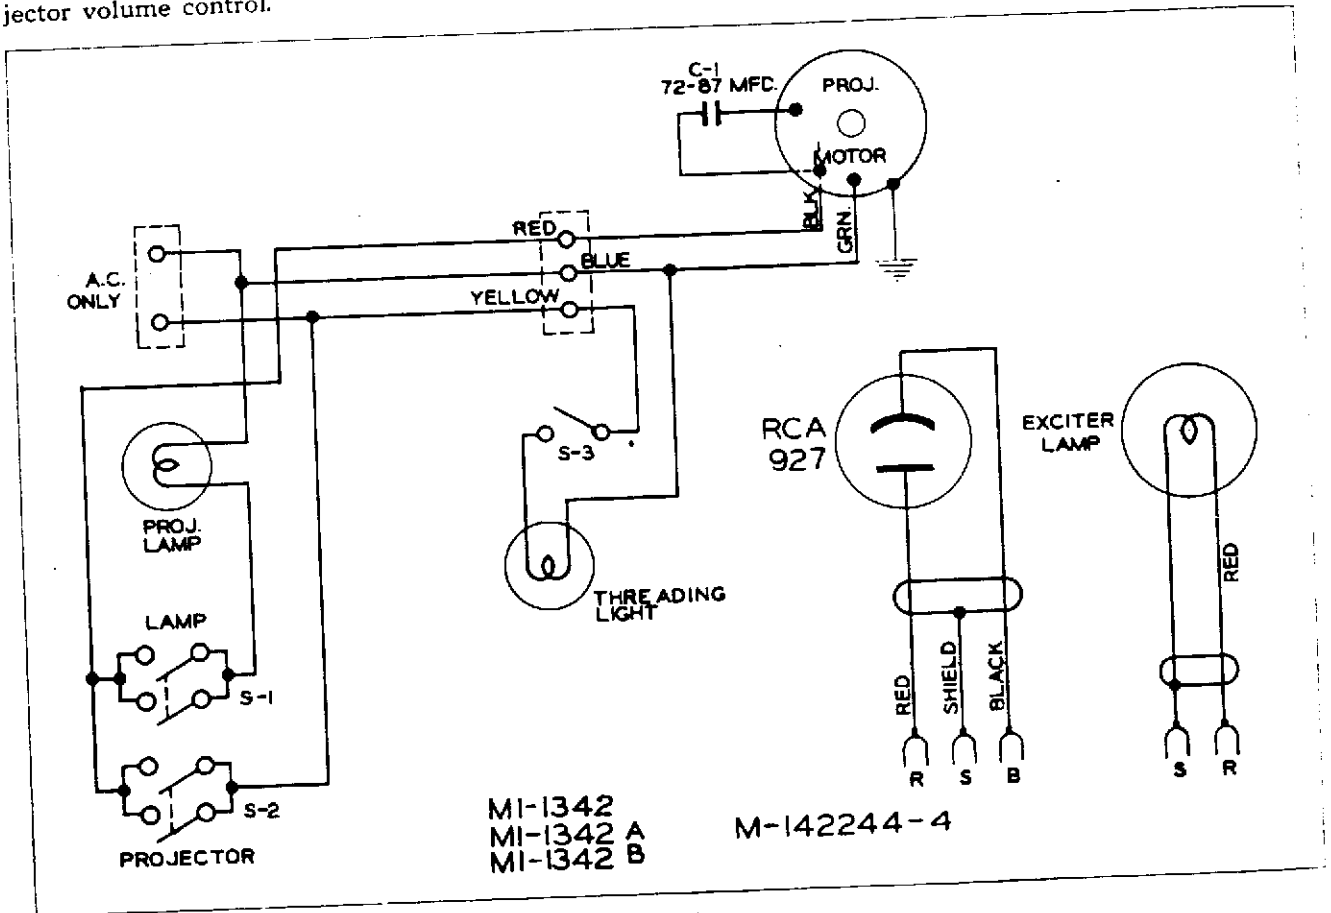 jector volume control.
C-1
72-87 MFD.
PROJ.
MOTOR
BLK.
GRN.
RED
BLUE
YELLOW
A.C.
ONLY
S-3
THREADING
LIGHT
PROJ.
LAMP
LAMP
S-1
S-2
PROJECTOR
RCA
927
RED
SHIELD
BLACK
R
S
B
EXCITER
LAMP
RED
S
R
MI-1342
MI-1342 A
MI-1342 B
M-142244-4